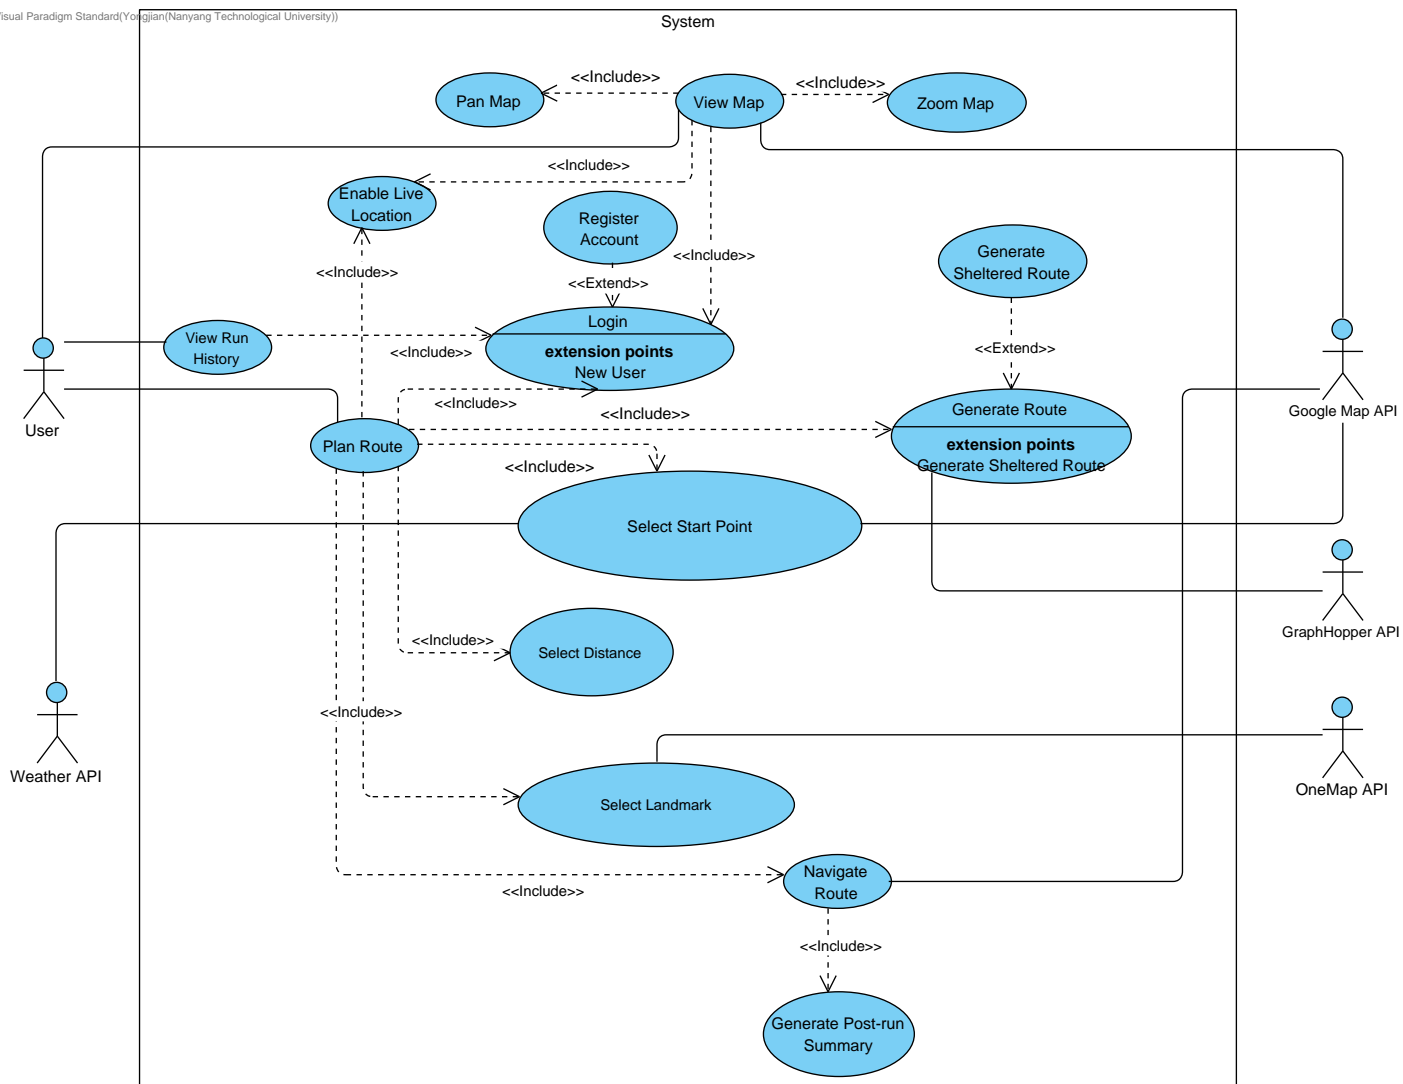 Visual Paradigm Standard(Yongjian(Nanyang Technological University))
System
<<Include>>
<<Include>>
Pan Map
View Map
Zoom Map
<<Include>>
Enable Live
Location
Register
Account
<<Include>>
Generate
Sheltered Route
<<Include>>
<<Extend>>
Login
View Run
History
<<Include>>
extension points
New User
<<Extend>>
User
Google Map API
<<Include>>
<<Include>>
Generate Route
Plan Route
extension points
Generate Sheltered Route
<<Include>>
Select Start Point
GraphHopper API
<<Include>>
Select Distance
<<Include>>
Weather API
Select Landmark
OneMap API
Navigate
Route
<<Include>>
<<Include>>
Generate Post-run
Summary